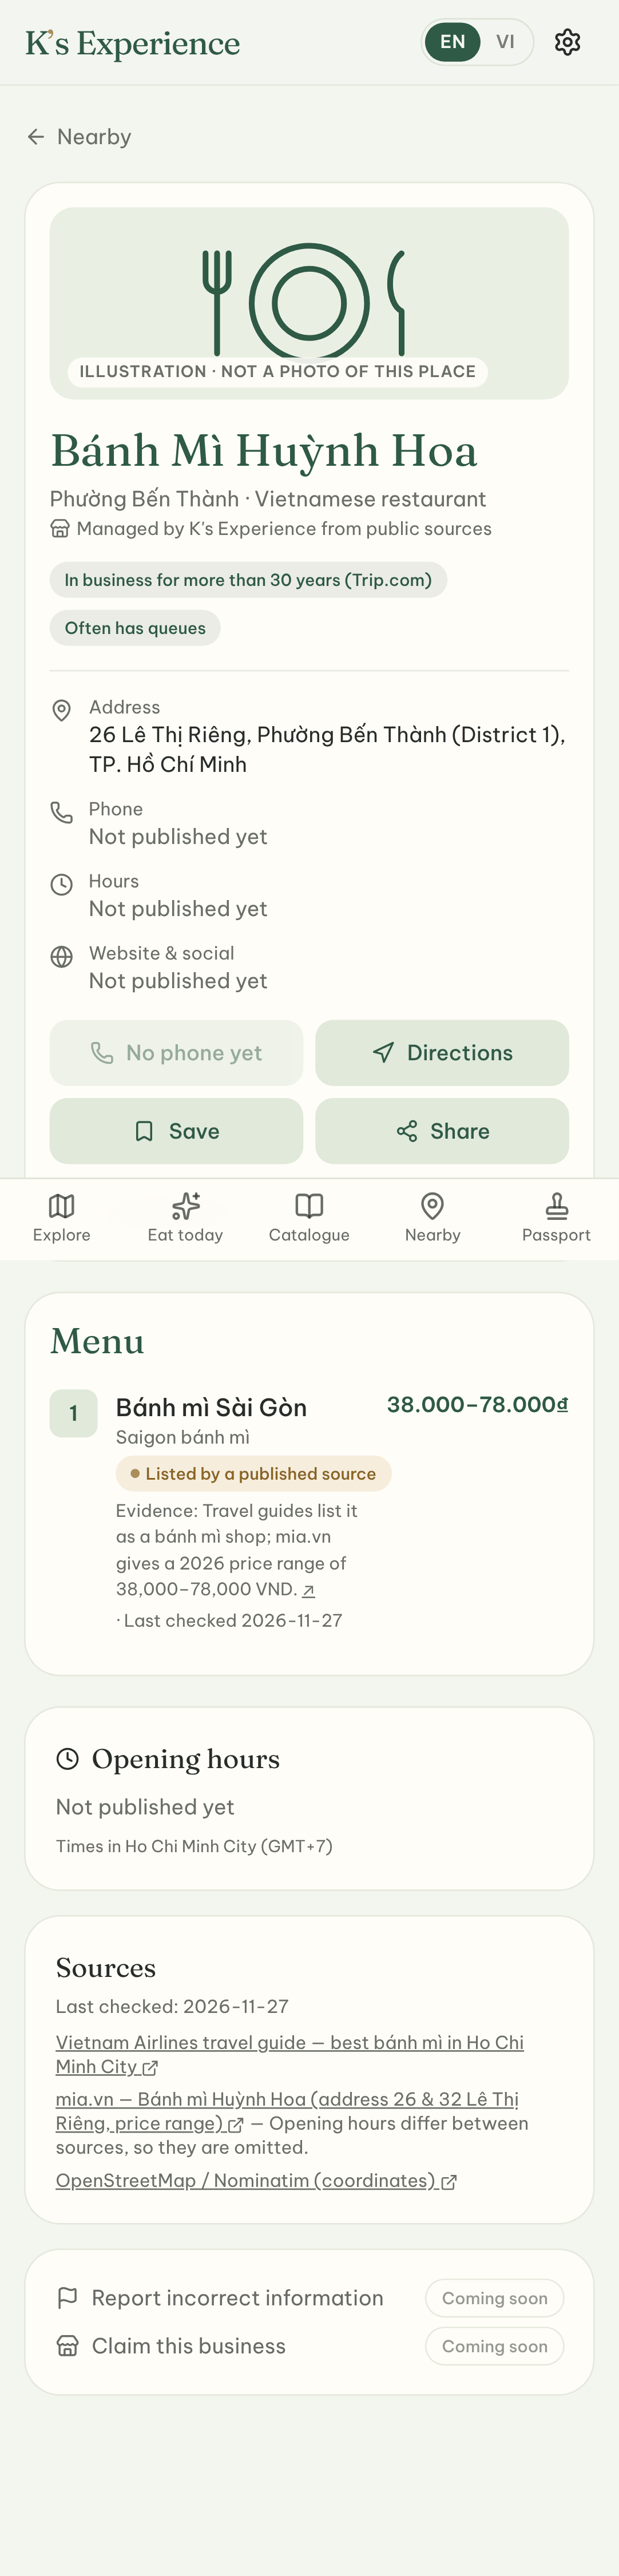 K's Experience
EN VI
Nearby
ILLUSTRATION · NOT A PHOTO OF THIS PLACE
Bánh Mì Huỳnh Hoa
Phường Bến Thành · Vietnamese restaurant
Managed by K's Experience from public sources
In business for more than 30 years (Trip.com)
Often has queues
Address
26 Lê Thị Riêng, Phường Bến Thành (District 1),
TP. Hồ Chí Minh
Phone
Not published yet
Hours
Not published yet
Website & social
Not published yet
No phone yet
Directions
Save
Share
Explore
Eat today
Catalogue
Nearby
Passport
Menu
1
Bánh mì Sài Gòn 38.000–78.000₫
Saigon bánh mì
Listed by a published source
Evidence: Travel guides list it
as a bánh mì shop; mia.vn
gives a 2026 price range of
38,000–78,000 VND. ↗
· Last checked 2026-11-27
Opening hours
Not published yet
Times in Ho Chi Minh City (GMT+7)
Sources
Last checked: 2026-11-27
Vietnam Airlines travel guide — best bánh mì in Ho Chi
Minh City
mia.vn — Bánh mì Huỳnh Hoa (address 26 & 32 Lê Thị
Riêng, price range) — Opening hours differ between
sources, so they are omitted.
OpenStreetMap / Nominatim (coordinates)
Report incorrect information Coming soon
Claim this business Coming soon